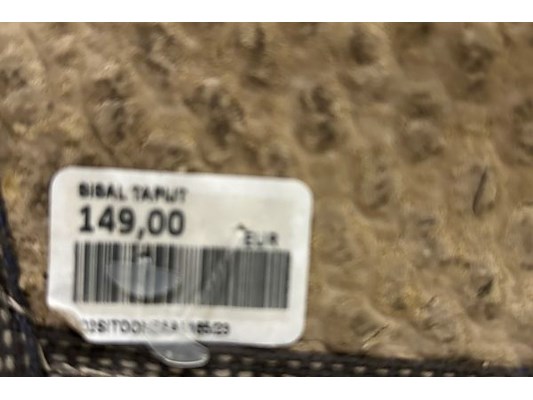 SISAL TAPIJT
149,00
EUR